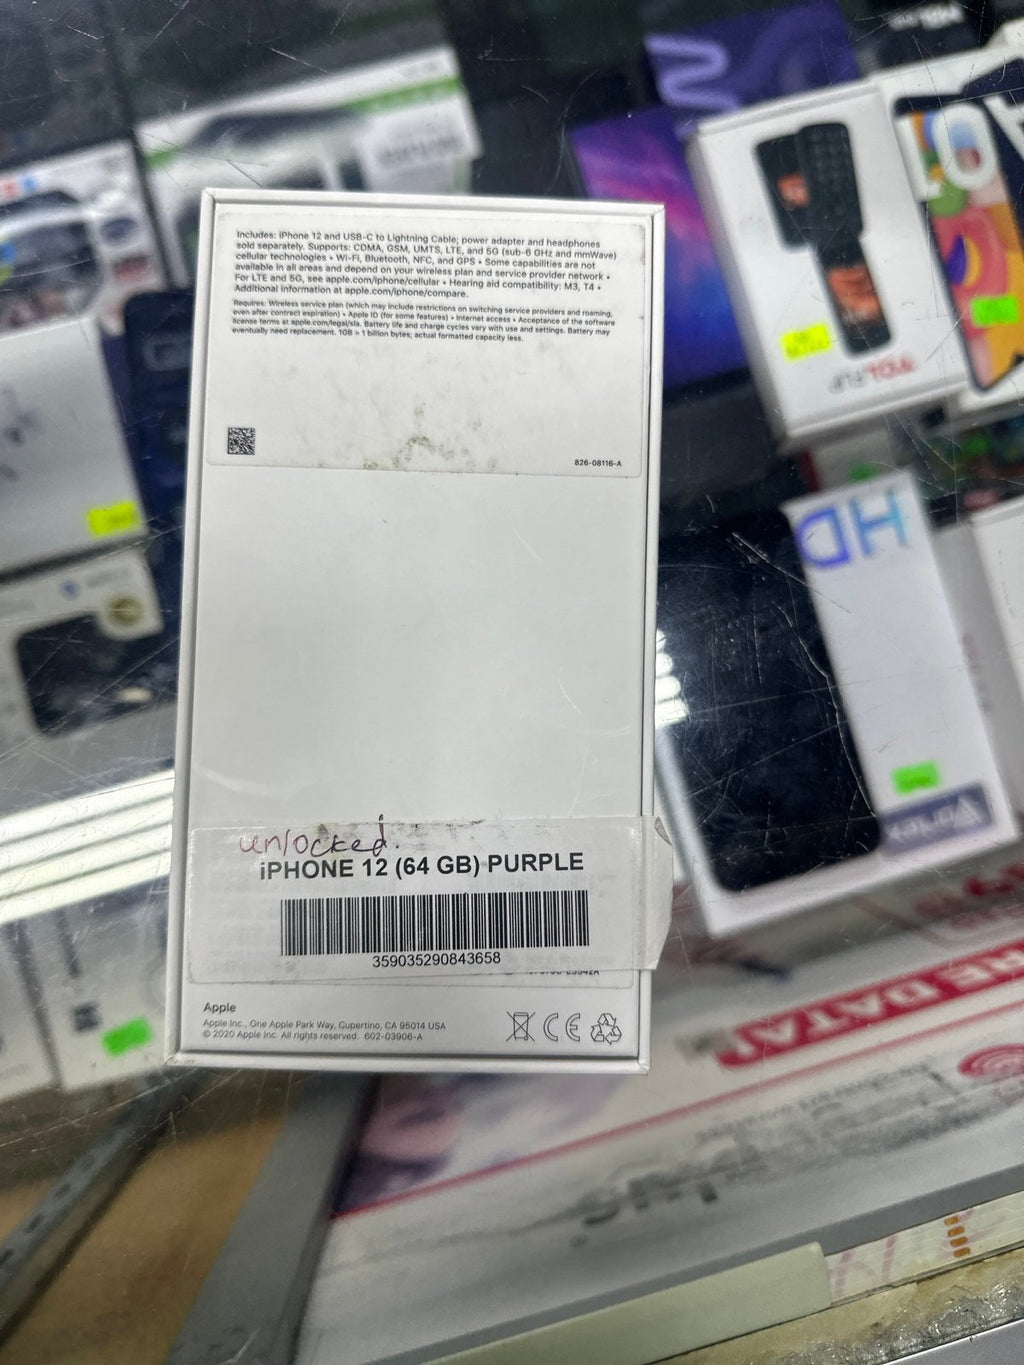 Includes: iPhone 12 and USB-C to Lightning Cable; power adapter and headphones
sold separately. Supports: CDMA, GSM, UMTS, LTE, and 5G (sub-6 GHz and mmWave)
cellular technologies • Wi-Fi, Bluetooth, NFC, and GPS • Some capabilities are not
available in all areas and depend on your wireless plan and service provider network •
For LTE and 5G, see apple.com/iphone/cellular • Hearing aid compatibility: M3, T4 •
Additional information at apple.com/iphone/compare.
Requires: Wireless service plan (which may include restrictions on switching service providers and roaming,
even after contract expiration) • Apple ID (for some features) • Internet access • Acceptance of the software
license terms at apple.com/legal/sla. Battery life and charge cycles vary with use and settings. Battery may
eventually need replacement. 1GB = 1 billion bytes; actual formatted capacity less.
826-08116-A
unlocked.
iPHONE 12 (64 GB) PURPLE
359035290843658
Apple
Apple Inc., One Apple Park Way, Cupertino, CA 95014 USA
© 2020 Apple Inc. All rights reserved. 602-03906-A
CE
HD
Vortex
DATA!